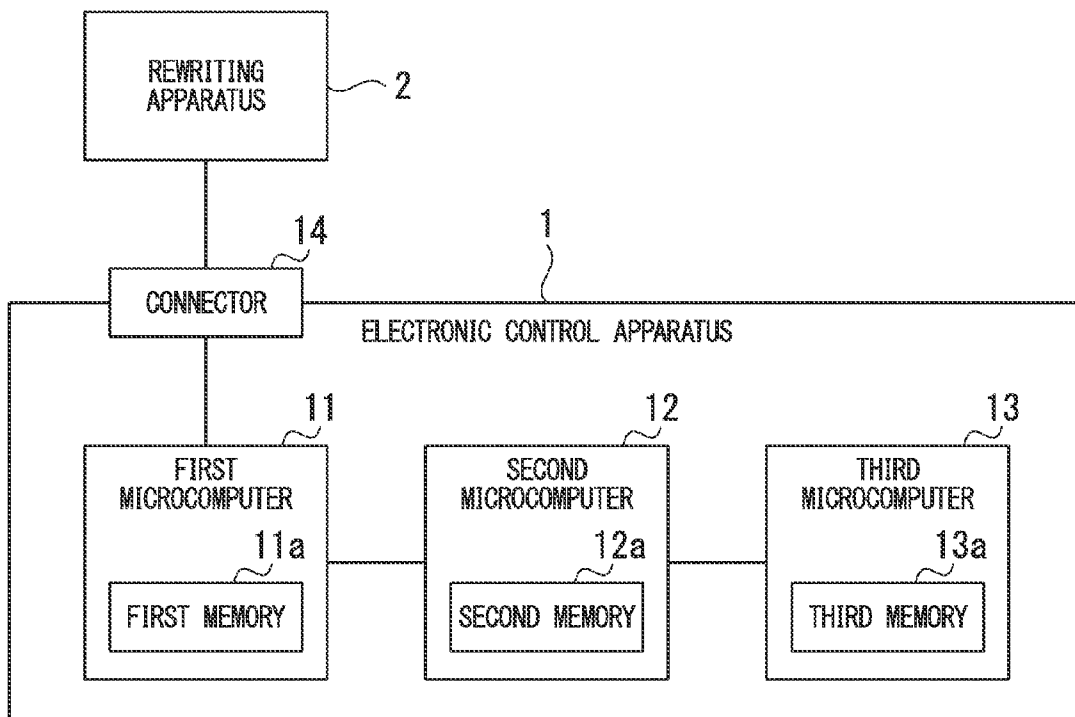 REWRITING
APPARATUS
2
14
1
CONNECTOR
ELECTRONIC CONTROL APPARATUS
11
12
13
FIRST
MICROCOMPUTER
SECOND
MICROCOMPUTER
THIRD
MICROCOMPUTER
11a
12a
13a
FIRST MEMORY
SECOND MEMORY
THIRD MEMORY